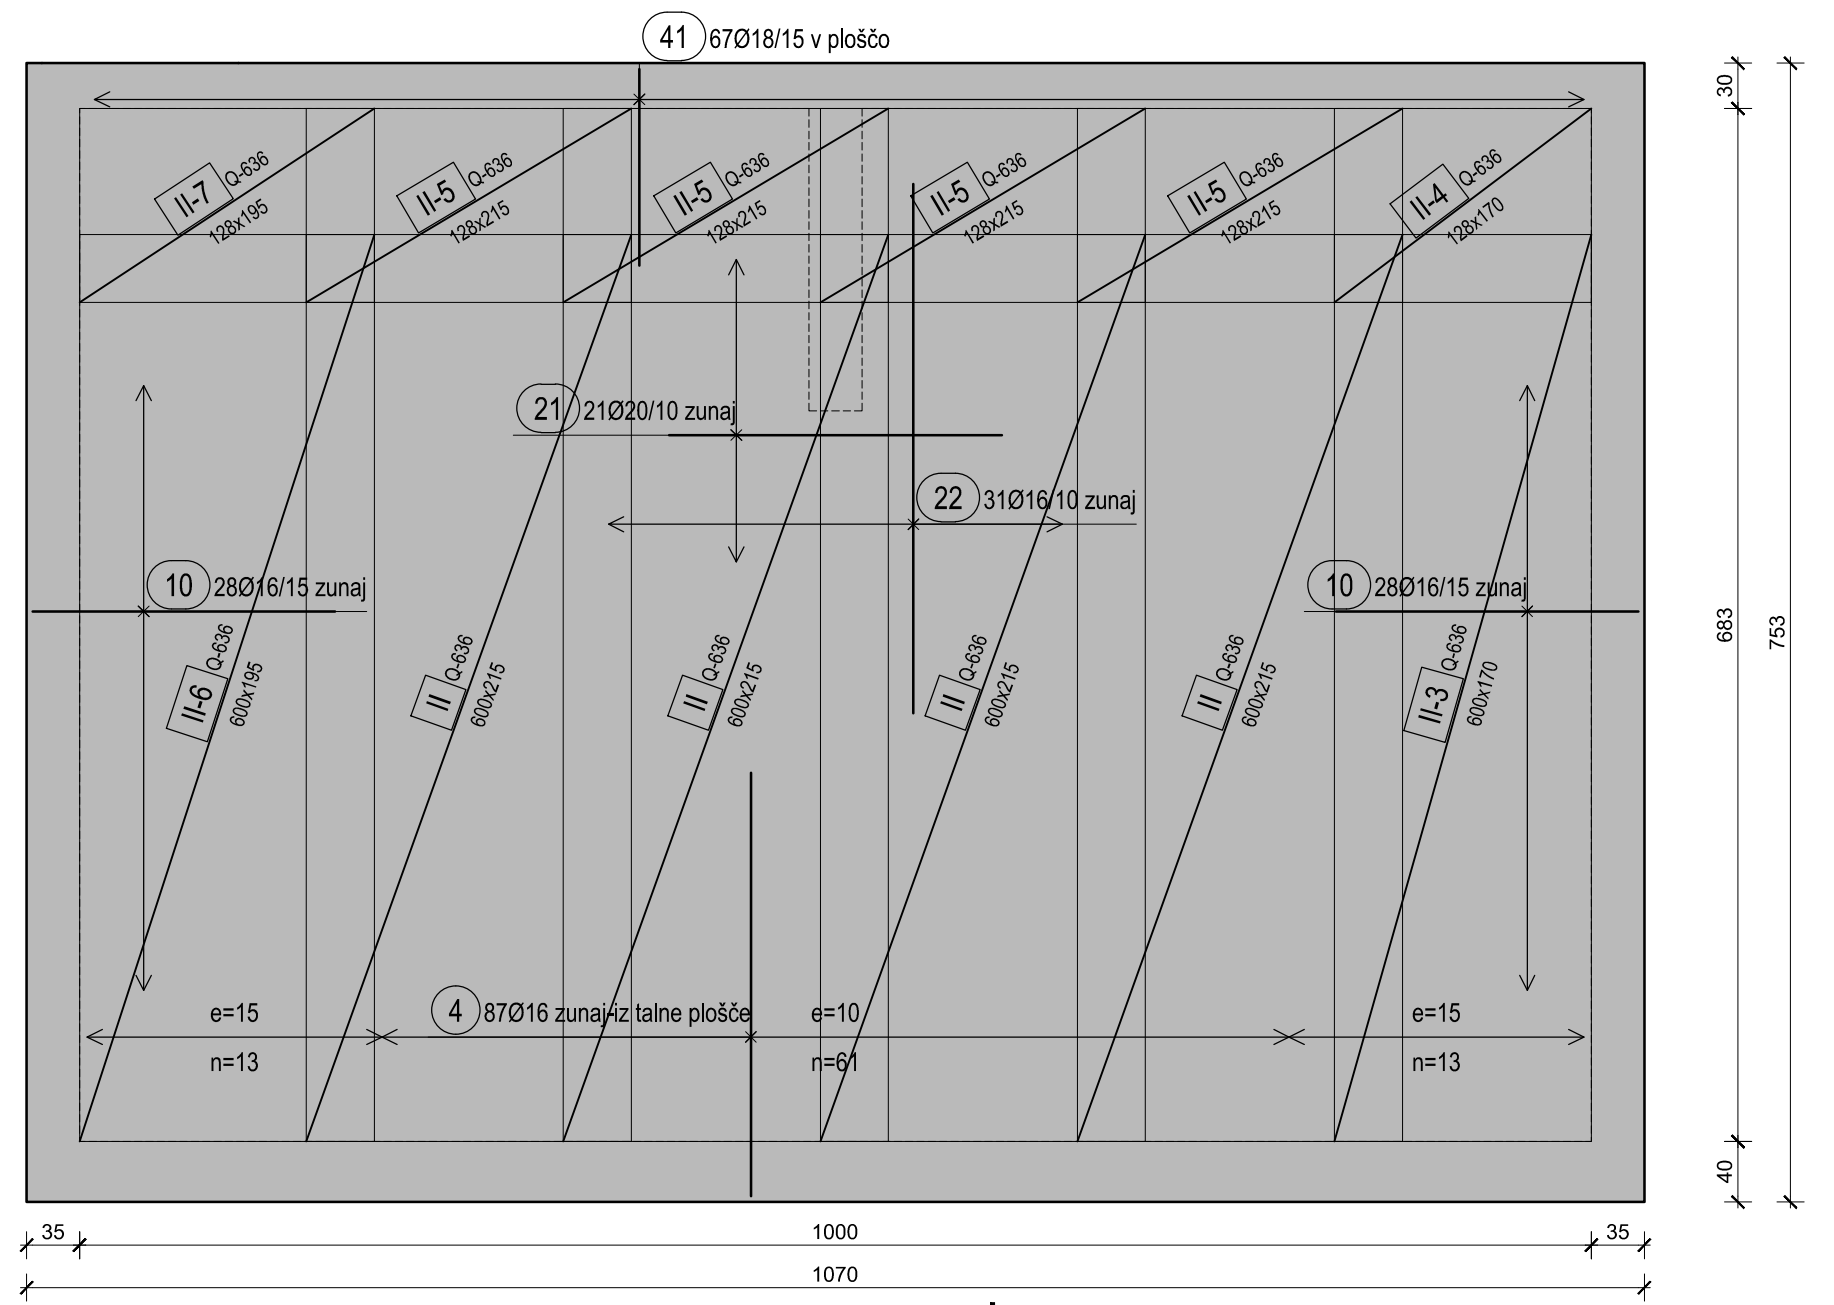 41 67Ø18/15 v ploščo
30
II-7 Q-636
128x195
II-5 Q-636
128x215
II-5 Q-636
128x215
II-5 Q-636
128x215
II-5 Q-636
128x215
II-4 Q-636
128x170
21 21Ø20/10 zunaj
22 31Ø16/10 zunaj
10 28Ø16/15 zunaj
10 28Ø16/15 zunaj
683
753
II-6 Q-636
600x195
II Q-636
600x215
II Q-636
600x215
II Q-636
600x215
II Q-636
600x215
II-3 Q-636
600x170
e=15
4 87Ø16 zunaj-iz talne plošče
e=10
e=15
n=13
n=61
n=13
40
35
1000
35
1070